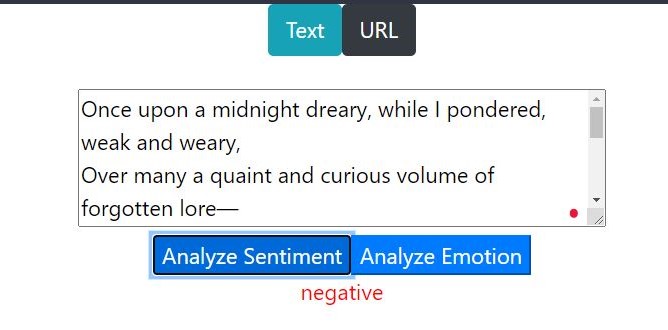 Text URL
Once upon a midnight dreary, while I pondered,
weak and weary,
Over many a quaint and curious volume of
forgotten lore—
Analyze Sentiment Analyze Emotion
negative